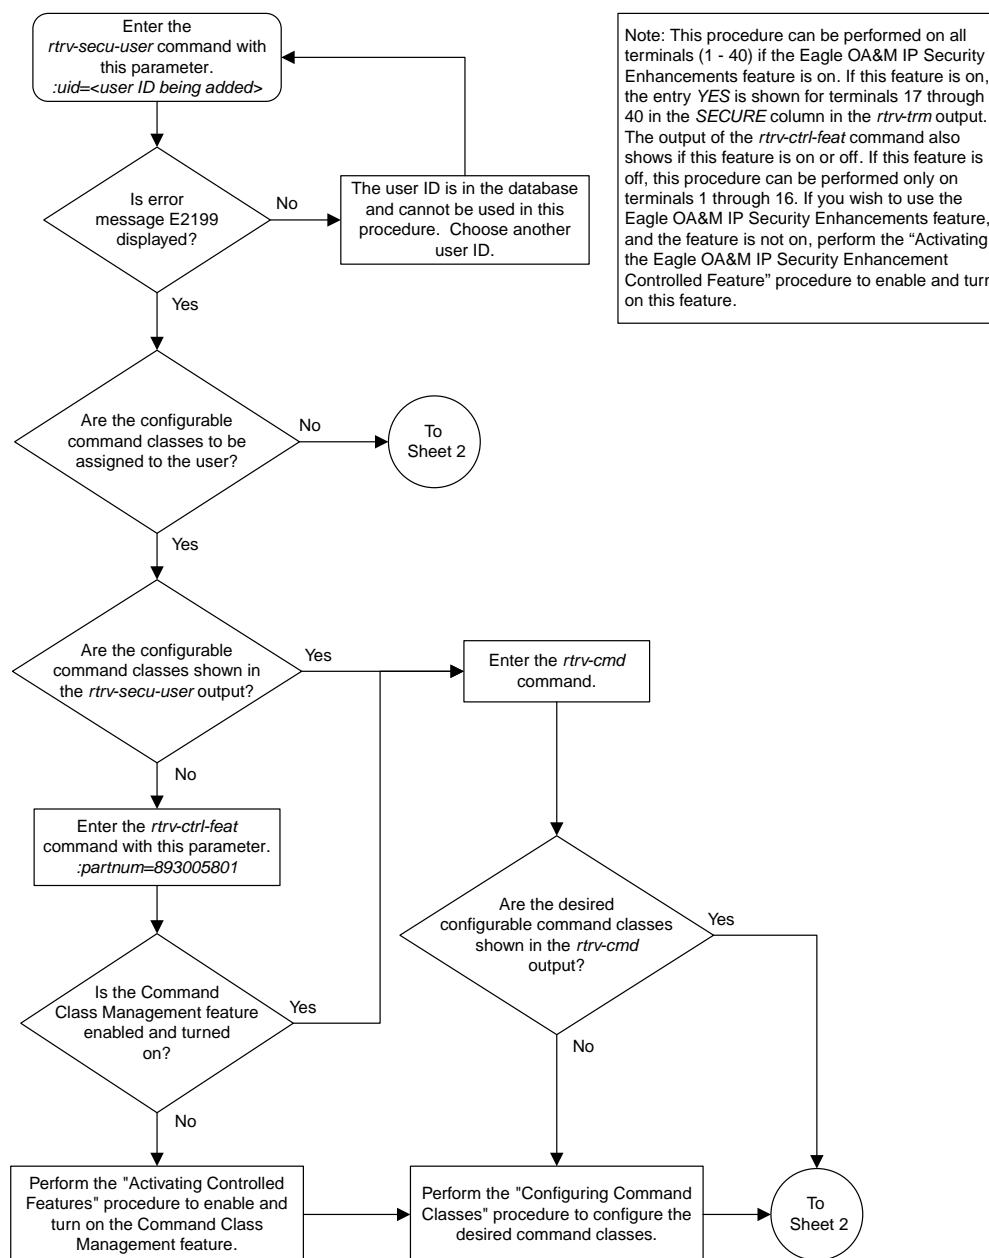 Enter the
rtrv-secu-user command with
this parameter.
:uid=<user ID being added>
Note: This procedure can be performed on all
terminals (1 - 40) if the Eagle OA&M IP Security
Enhancements feature is on. If this feature is on,
the entry YES is shown for terminals 17 through
40 in the SECURE column in the rtrv-trm output.
The output of the rtrv-ctrl-feat command also
shows if this feature is on or off. If this feature is
off, this procedure can be performed only on
terminals 1 through 16. If you wish to use the
Eagle OA&M IP Security Enhancements feature,
and the feature is not on, perform the “Activating
the Eagle OA&M IP Security Enhancement
Controlled Feature” procedure to enable and turn
on this feature.
Is error
message E2199
displayed?
No
The user ID is in the database
and cannot be used in this
procedure. Choose another
user ID.
Yes
Are the configurable
command classes to be
assigned to the user?
No
To
Sheet 2
Yes
Are the configurable
command classes shown in
the rtrv-secu-user output?
Yes
Enter the rtrv-cmd
command.
No
Enter the rtrv-ctrl-feat
command with this parameter.
:partnum=893005801
Are the desired
configurable command classes
shown in the rtrv-cmd
output?
Yes
Is the Command
Class Management feature
enabled and turned
on?
Yes
No
No
Perform the "Activating Controlled
Features" procedure to enable and
turn on the Command Class
Management feature.
Perform the "Configuring Command
Classes" procedure to configure the
desired command classes.
To
Sheet 2